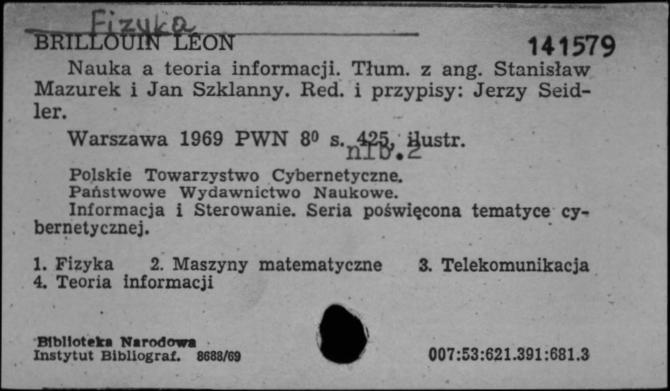 Fizyka
BRILLOUIN LEON 141579
Nauka a teoria informacji. Tłum. z ang. Stanisław
Mazurek i Jan Szklanny. Red. i przypisy: Jerzy Seid-
ler.
Warszawa 1969 PWN 8⁰ s. 425, ilustr.
nlb.2
Polskie Towarzystwo Cybernetyczne.
Państwowe Wydawnictwo Naukowe.
Informacja i Sterowanie. Seria poświęcona tematyce cy-
bernetycznej.
1. Fizyka 2. Maszyny matematyczne 3. Telekomunikacja
4. Teoria informacji
Biblioteka Narodowa
Instytut Bibliograf. 8688/69 007:53:621.391:681.3